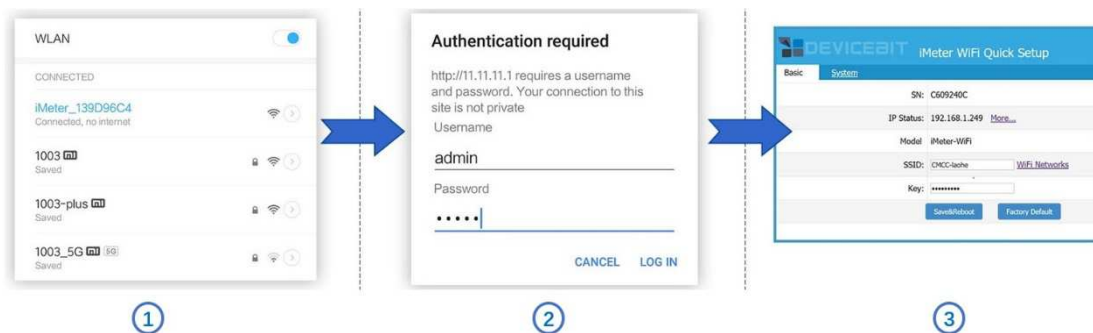 WLAN
CONNECTED
iMeter_139D96C4
Connected, no internet
1003
Saved
1003-plus
Saved
1003_5G 5G
Saved
1
Authentication required
http://11.11.11.1 requires a username
and password. Your connection to this
site is not private
Username
admin
Password
•••••
CANCEL LOG IN
2
DEVICEBIT iMeter WiFi Quick Setup
Basic System
SN: C609240C
IP Status: 192.168.1.249 More...
Model iMeter-WiFi
SSID: CMCC-laohe WiFi Networks
Key: •••••••••
Save&Reboot Factory Default
3